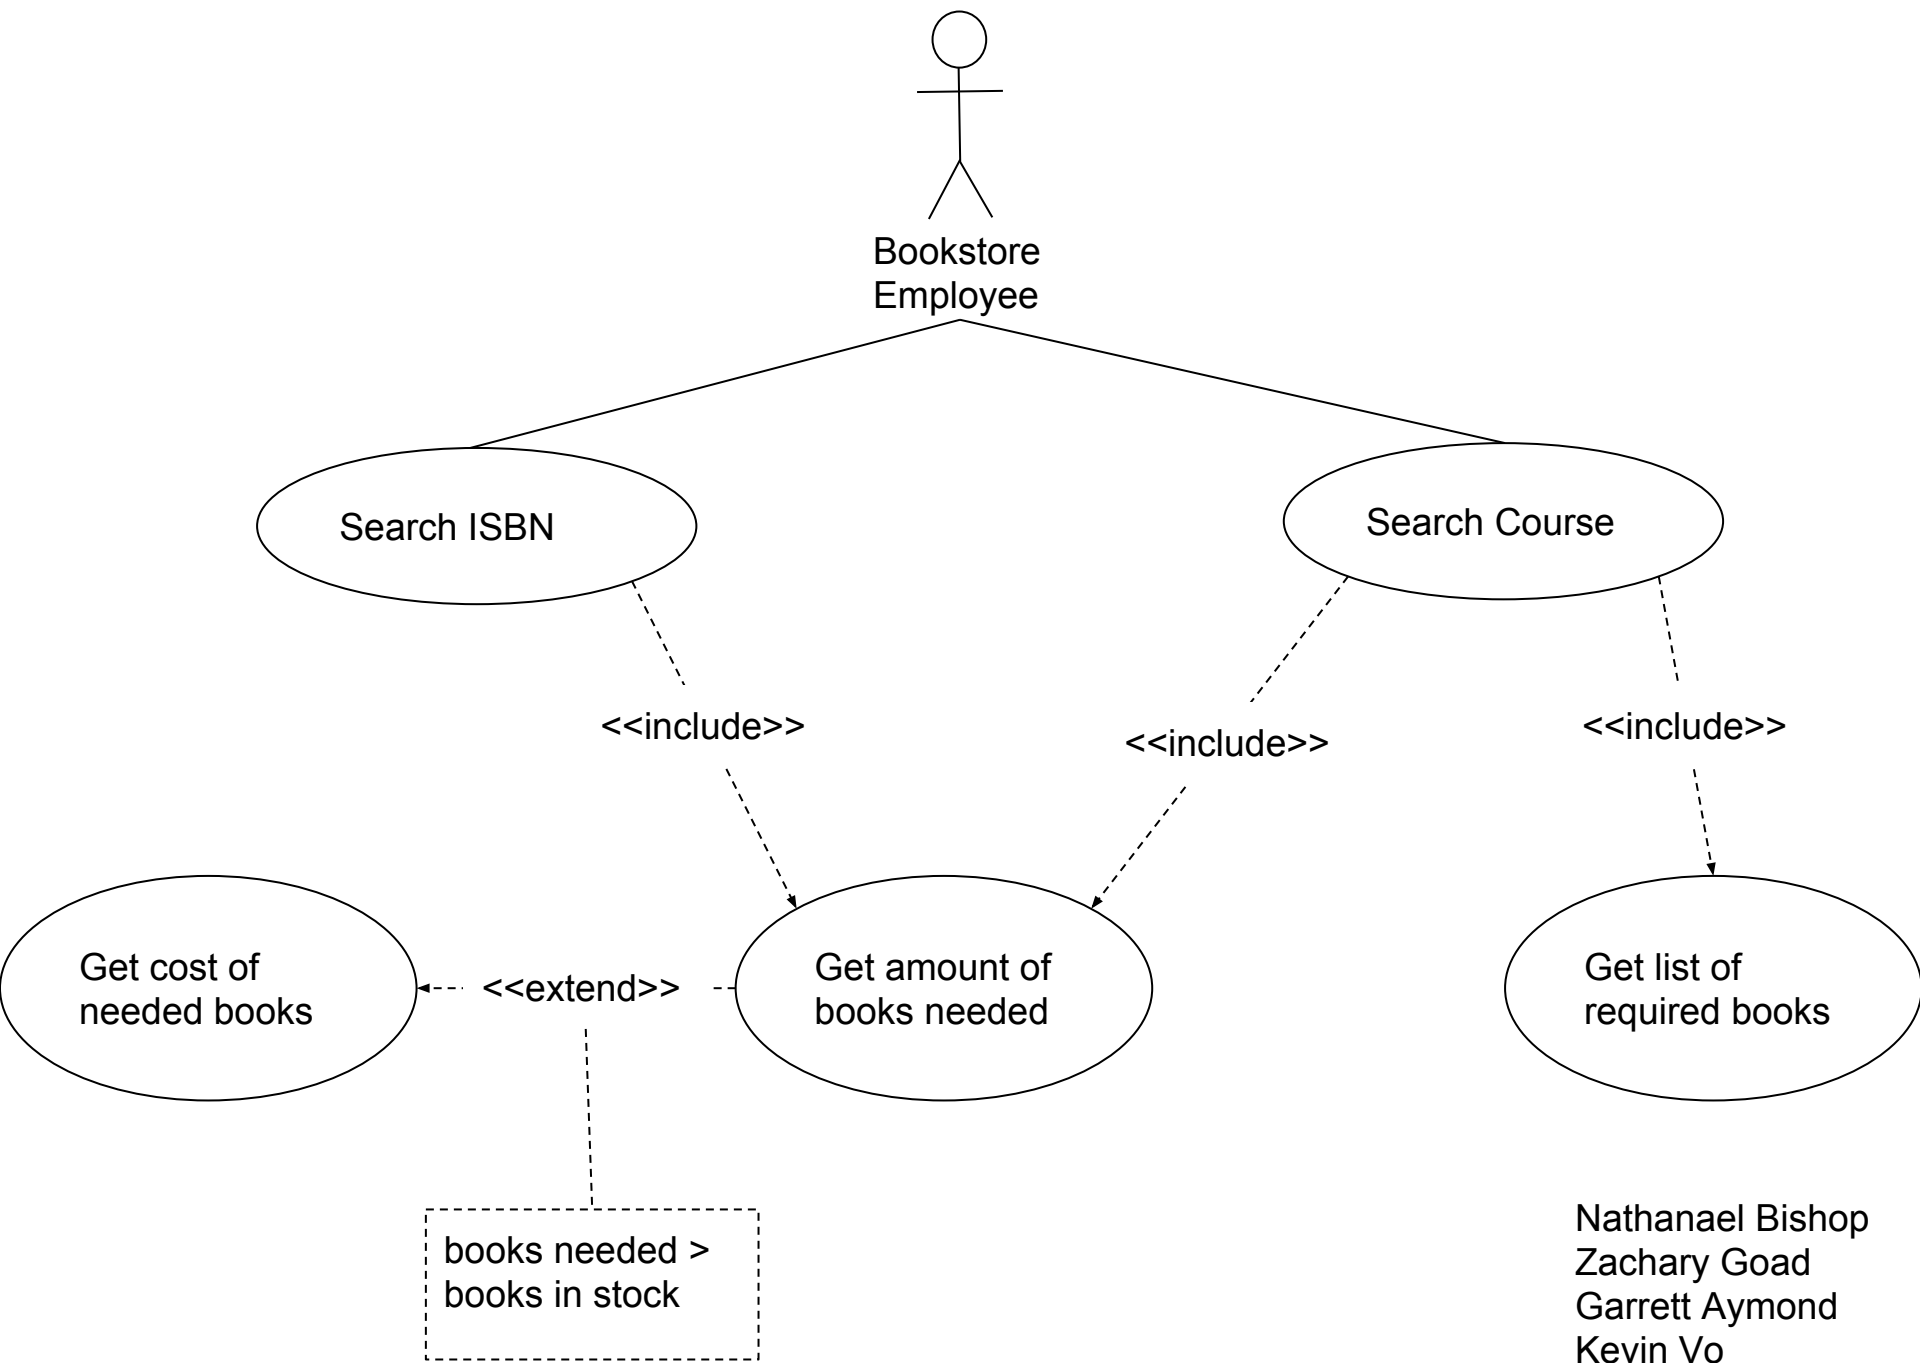 Bookstore
Employee
Search ISBN
Search Course
<<include>>
<<include>>
<<include>>
Get cost of
needed books
<<extend>>
Get amount of
books needed
Get list of
required books
books needed >
books in stock
Nathanael Bishop
Zachary Goad
Garrett Aymond
Kevin Vo